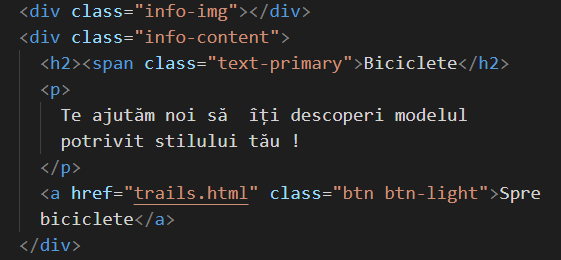 <div class="info-img"></div>
<div class="info-content">
<h2><span class="text-primary">Biciclete</h2>
<p>
Te ajutăm noi să  îți descoperi modelul
potrivit stilului tău !
</p>
<a href="trails.html" class="btn btn-light">Spre
biciclete</a>
</div>